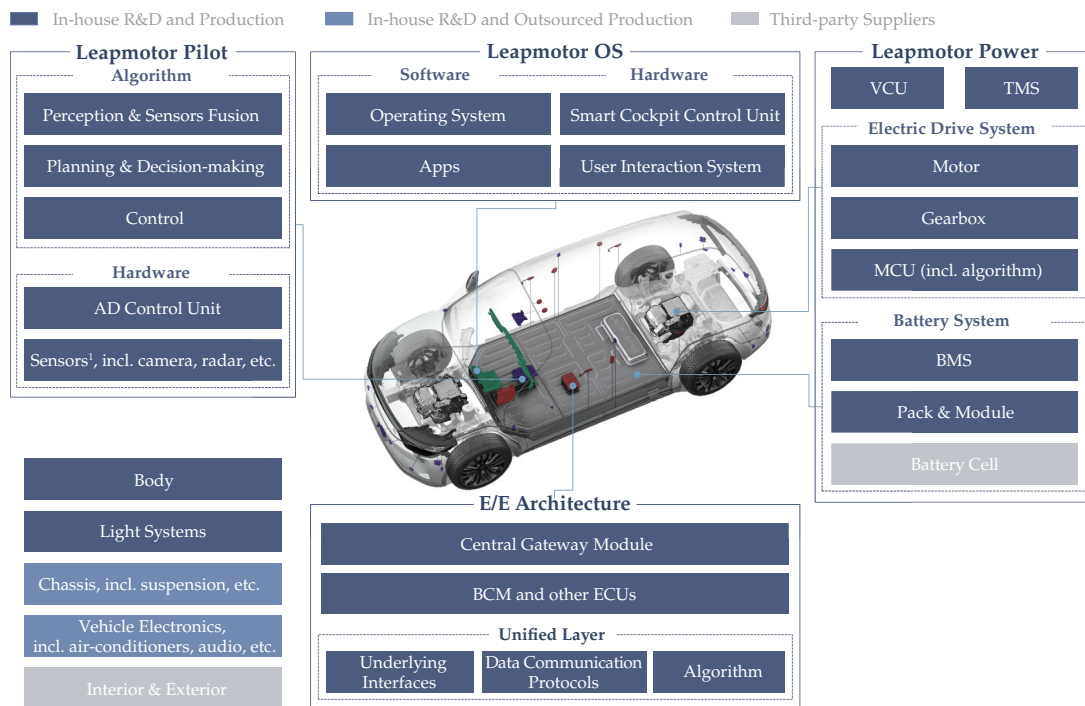 In-house R&D and Production
In-house R&D and Outsourced Production
Third-party Suppliers
Leapmotor Pilot
Algorithm
Perception & Sensors Fusion
Planning & Decision-making
Control
Hardware
AD Control Unit
Sensors¹, incl. camera, radar, etc.
Leapmotor OS
Software
Hardware
Operating System
Smart Cockpit Control Unit
Apps
User Interaction System
Leapmotor Power
VCU
TMS
Electric Drive System
Motor
Gearbox
MCU (incl. algorithm)
Battery System
BMS
Pack & Module
Battery Cell
Body
Light Systems
Chassis, incl. suspension, etc.
Vehicle Electronics,
incl. air-conditioners, audio, etc.
Interior & Exterior
E/E Architecture
Central Gateway Module
BCM and other ECUs
Unified Layer
Underlying
Interfaces
Data Communication
Protocols
Algorithm